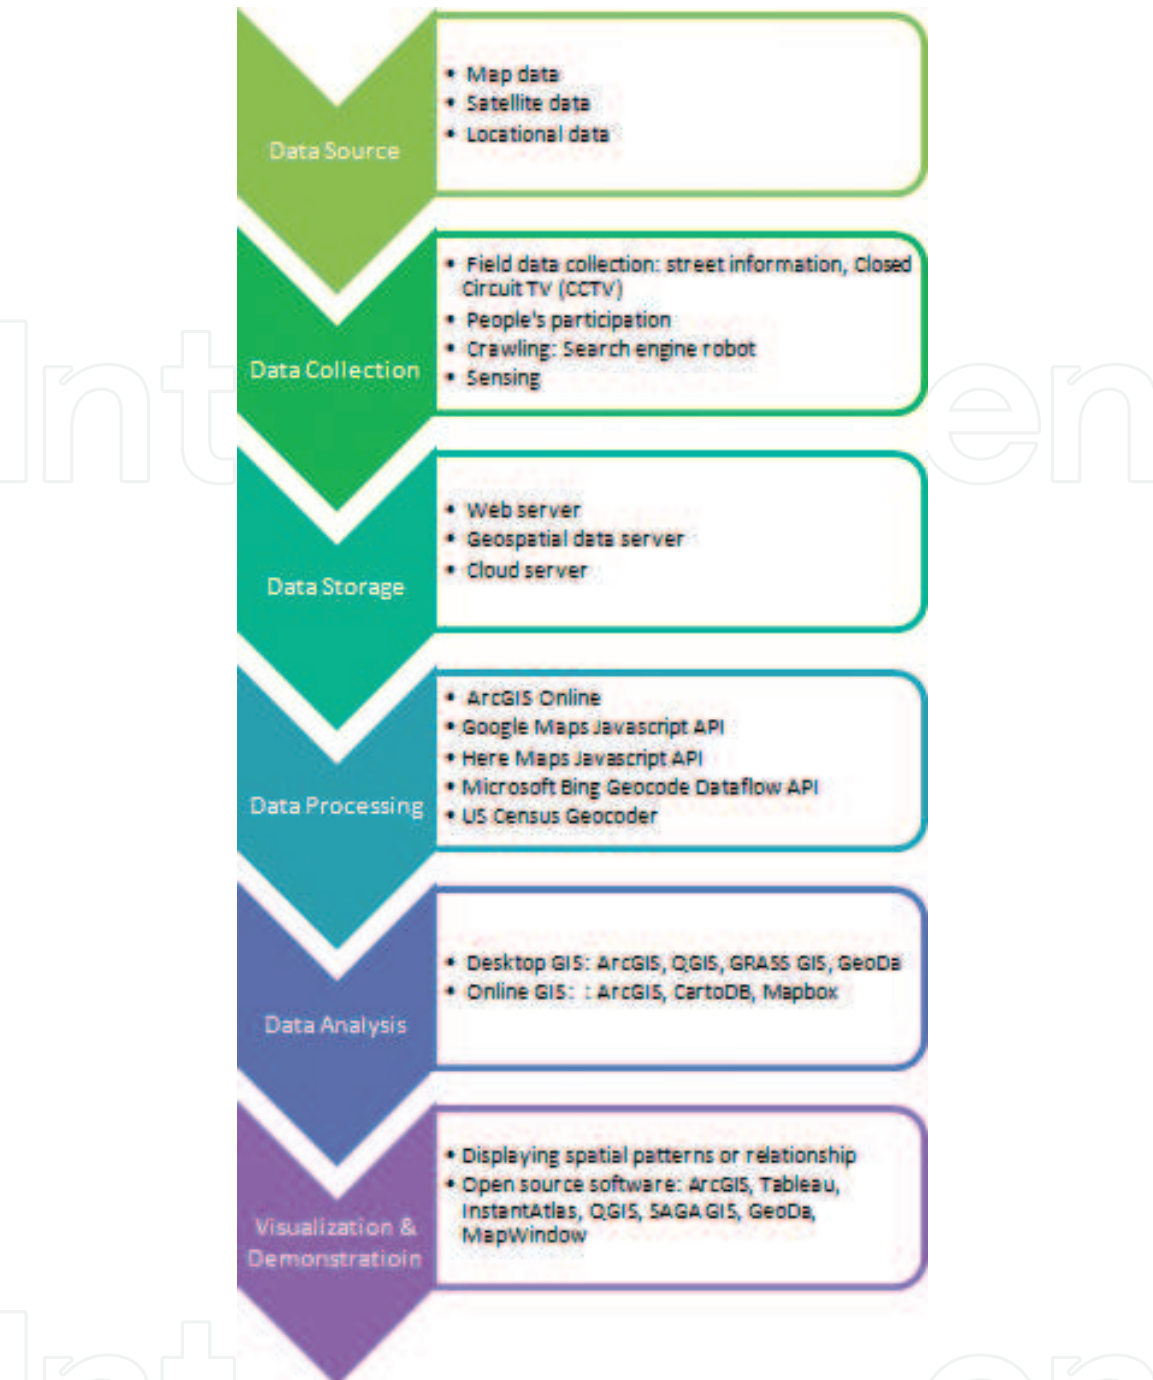 Data Source
• Map data
• Satellite data
• Locational data
Data Collection
• Field data collection: street information, Closed
Circuit TV (CCTV)
• People's participation
• Crawling: Search engine robot
• Sensing
Data Storage
• Web server
• Geospatial data server
• Cloud server
Data Processing
• ArcGIS Online
• Google Maps Javascript API
• Here Maps Javascript API
• Microsoft Bing Geocode Dataflow API
• US Census Geocoder
Data Analysis
• Desktop GIS: ArcGIS, QGIS, GRASS GIS, GeoDa
• Online GIS: : ArcGIS, CartoDB, Mapbox
Visualization &
Demonstratioin
• Displaying spatial patterns or relationship
• Open source software: ArcGIS, Tableau,
InstantAtlas, QGIS, SAGA GIS, GeoDa,
MapWindow